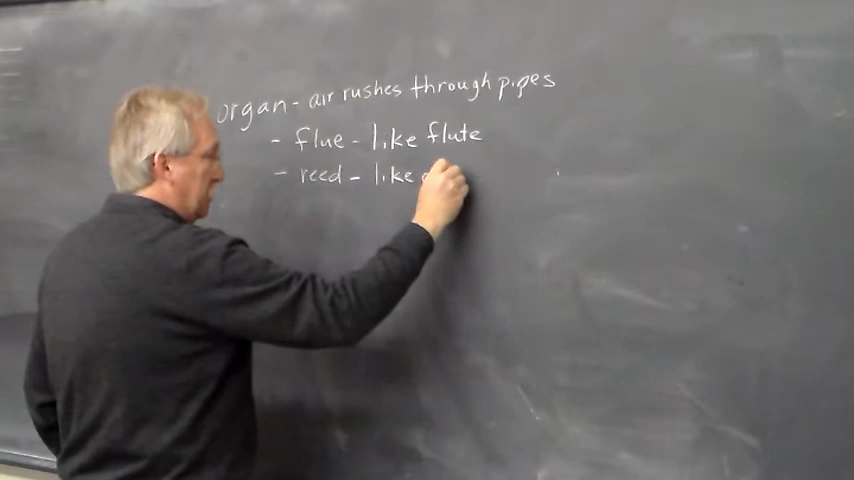 organ - air rushes through pipes
- flue - like flute
- reed - like